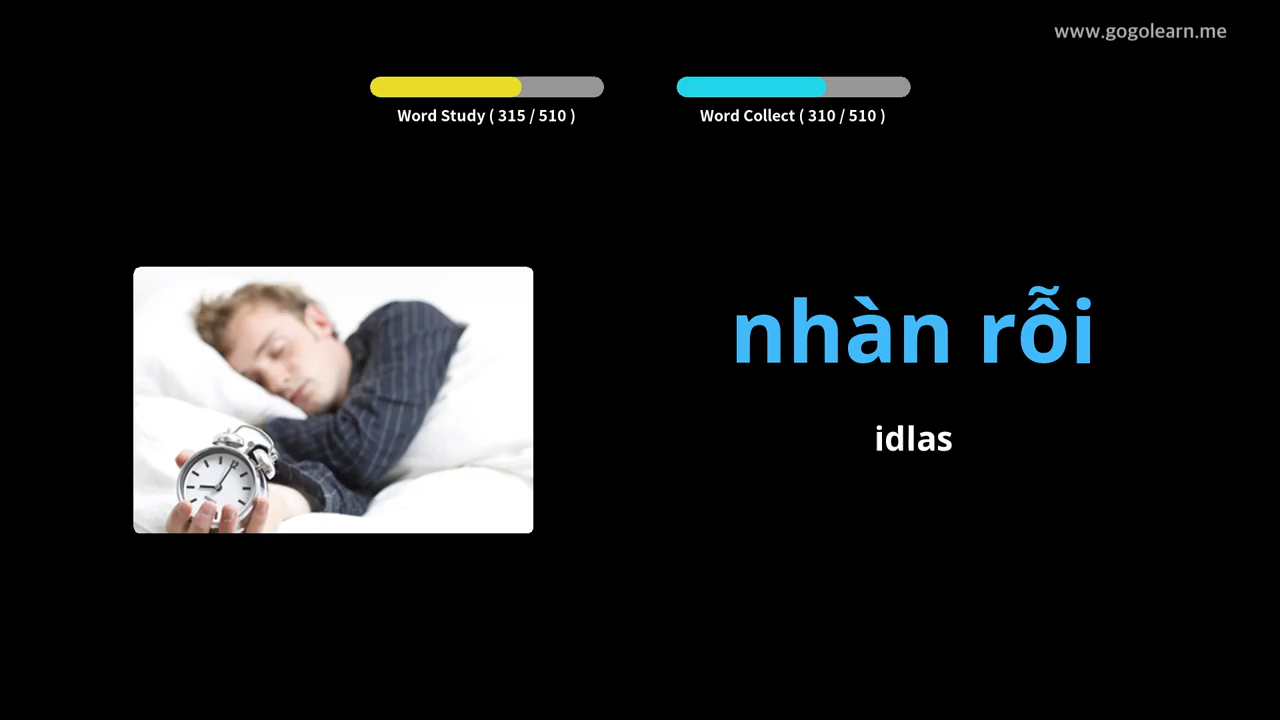 www.gogolearn.me
Word Study ( 315 / 510 )
Word Collect ( 310 / 510 )
nhàn rỗi
idlas